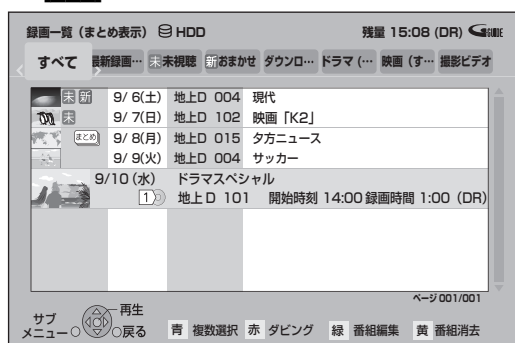 録画一覧（まとめ表示） HDD 残量 15:08 (DR) GGUIDE
すべて 最新録画… 未 未視聴 新 おまかせ ダウンロ… ドラマ (… 映画（す… 撮影ビデオ
未 新 9/ 6(土) 地上D 004 現代
未 9/ 7(日) 地上D 102 映画「K2」
まとめ 9/ 8(月) 地上D 015 夕方ニュース
9/ 9(火) 地上D 004 サッカー
9/10 (水) ドラマスペシャル
1 地上D 101 開始時刻 14:00 録画時間 1:00 (DR)
ページ 001/001
サブメニュー 再生
戻る 青 複数選択 赤 ダビング 緑 番組編集 黄 番組消去